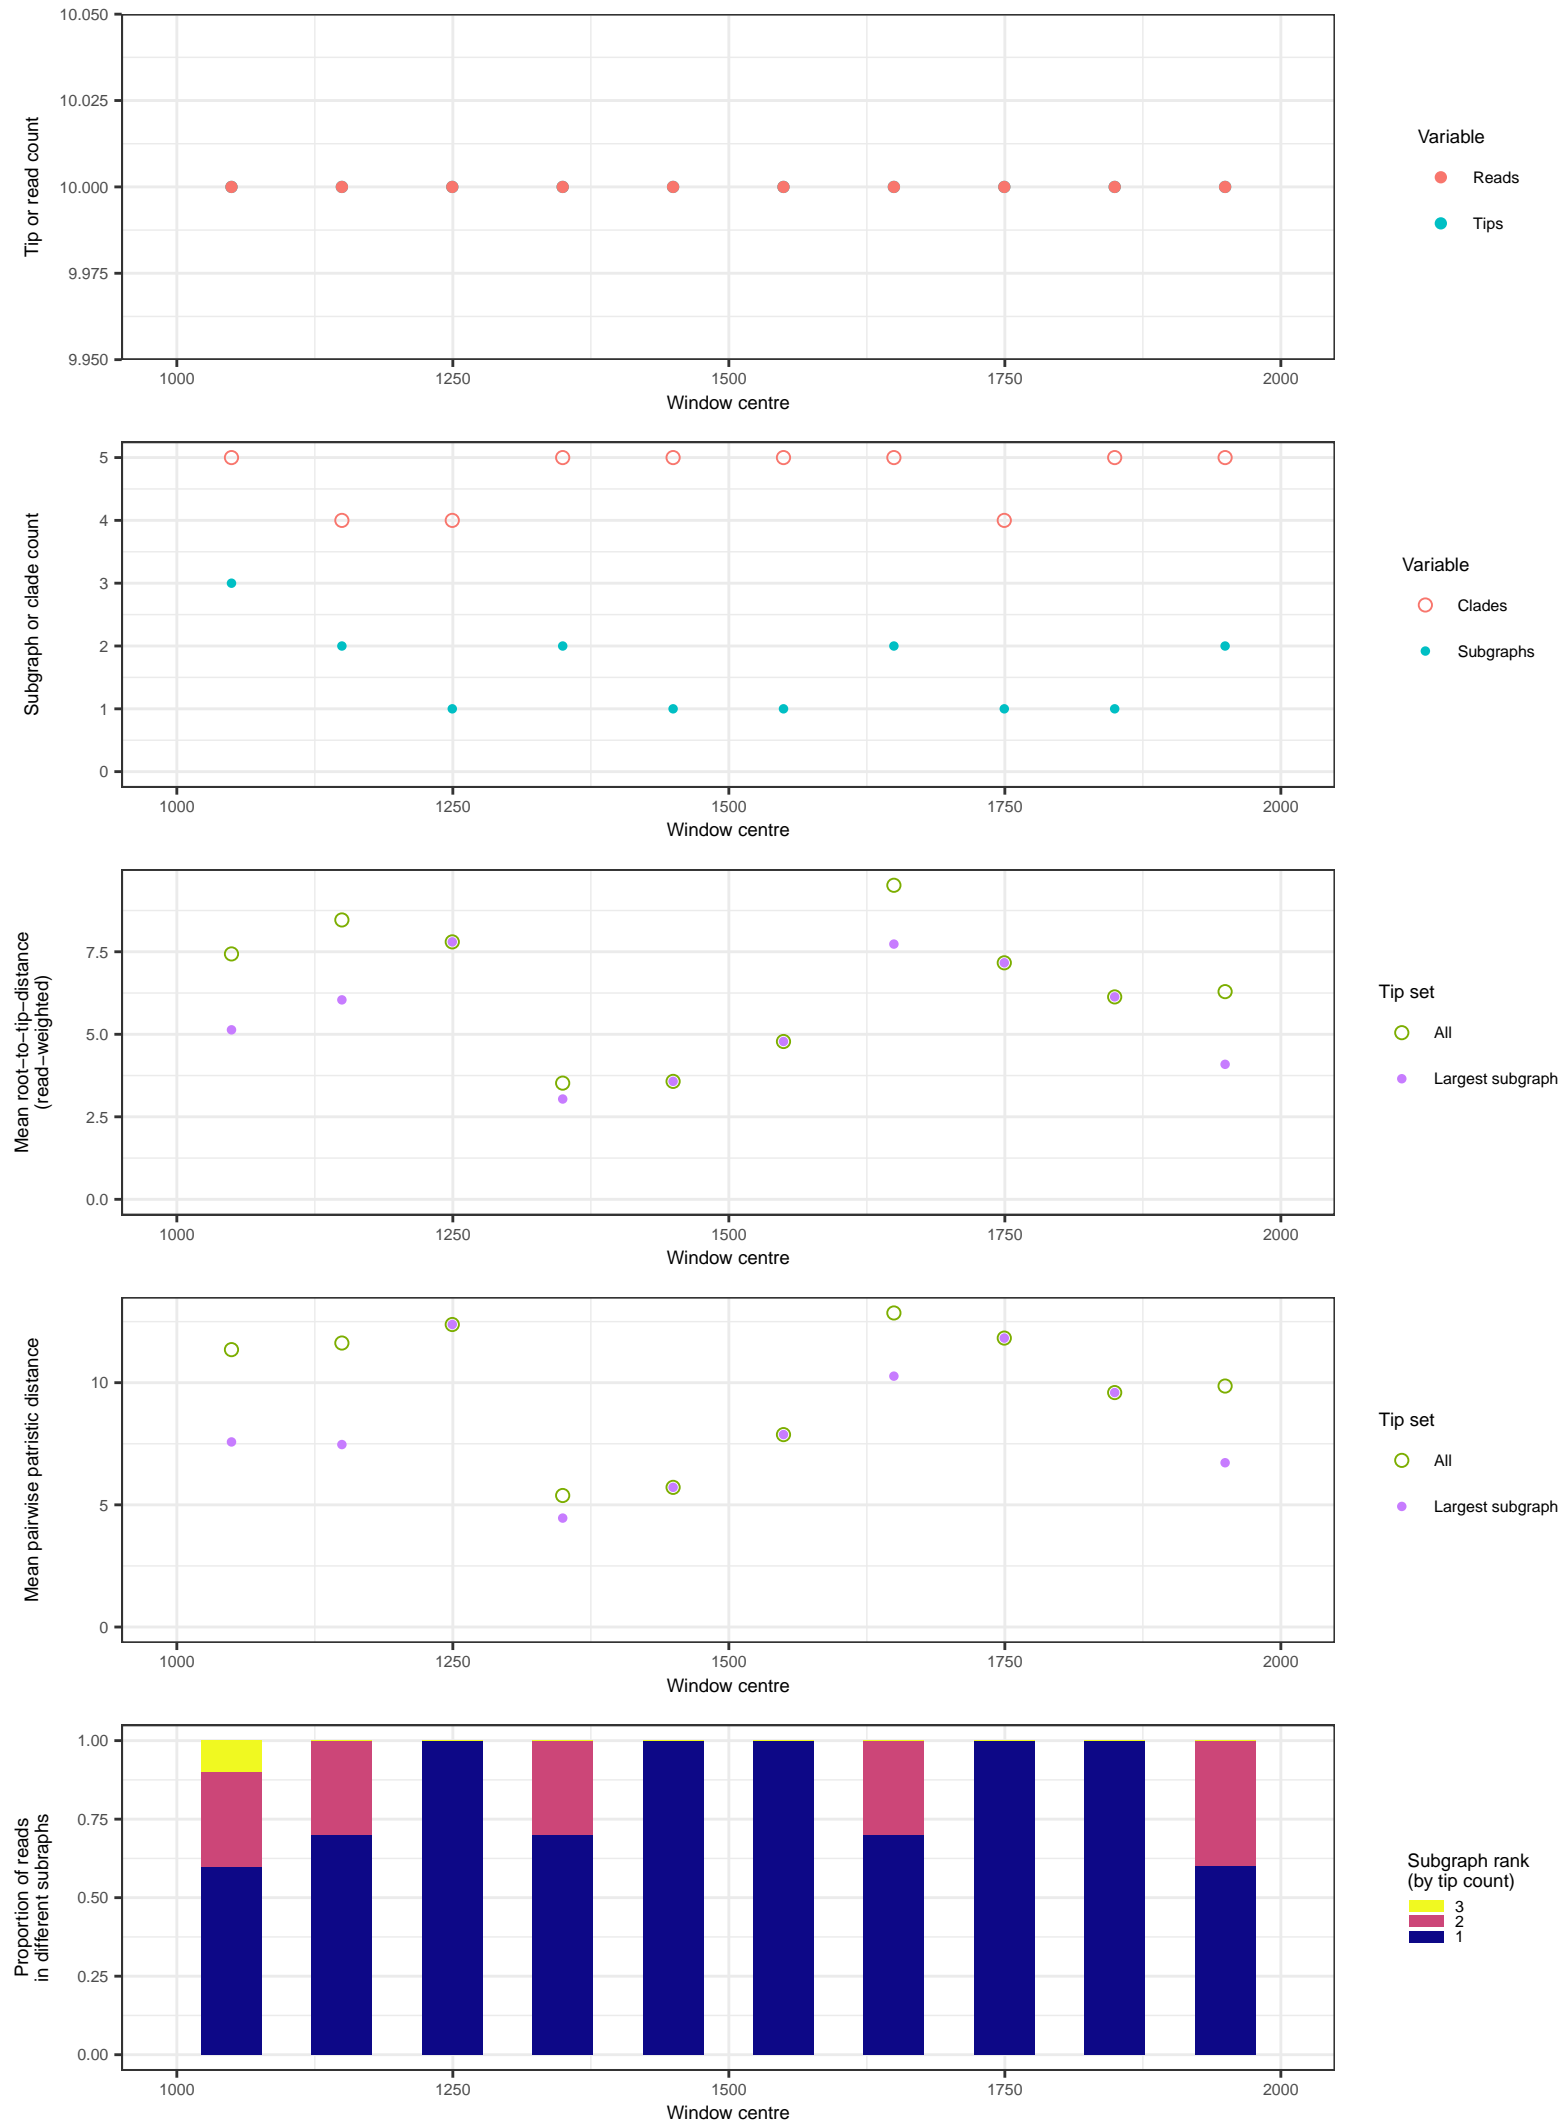 10.050
10.025
10.000
9.975
9.950
Tip or read count
1000 1250 1500 1750 2000
Window centre
Variable
Reads
Tips
5
4
3
2
1
0
Subgraph or clade count
1000 1250 1500 1750 2000
Window centre
Variable
Clades
Subgraphs
7.5
5.0
2.5
0.0
Mean root−to−tip−distance
(read−weighted)
1000 1250 1500 1750 2000
Window centre
Tip set
All
Largest subgraph
10
5
0
Mean pairwise patristic distance
1000 1250 1500 1750 2000
Window centre
Tip set
All
Largest subgraph
1.00
0.75
0.50
0.25
0.00
Proportion of reads
in different subraphs
1000 1250 1500 1750 2000
Window centre
Subgraph rank
(by tip count)
3
2
1